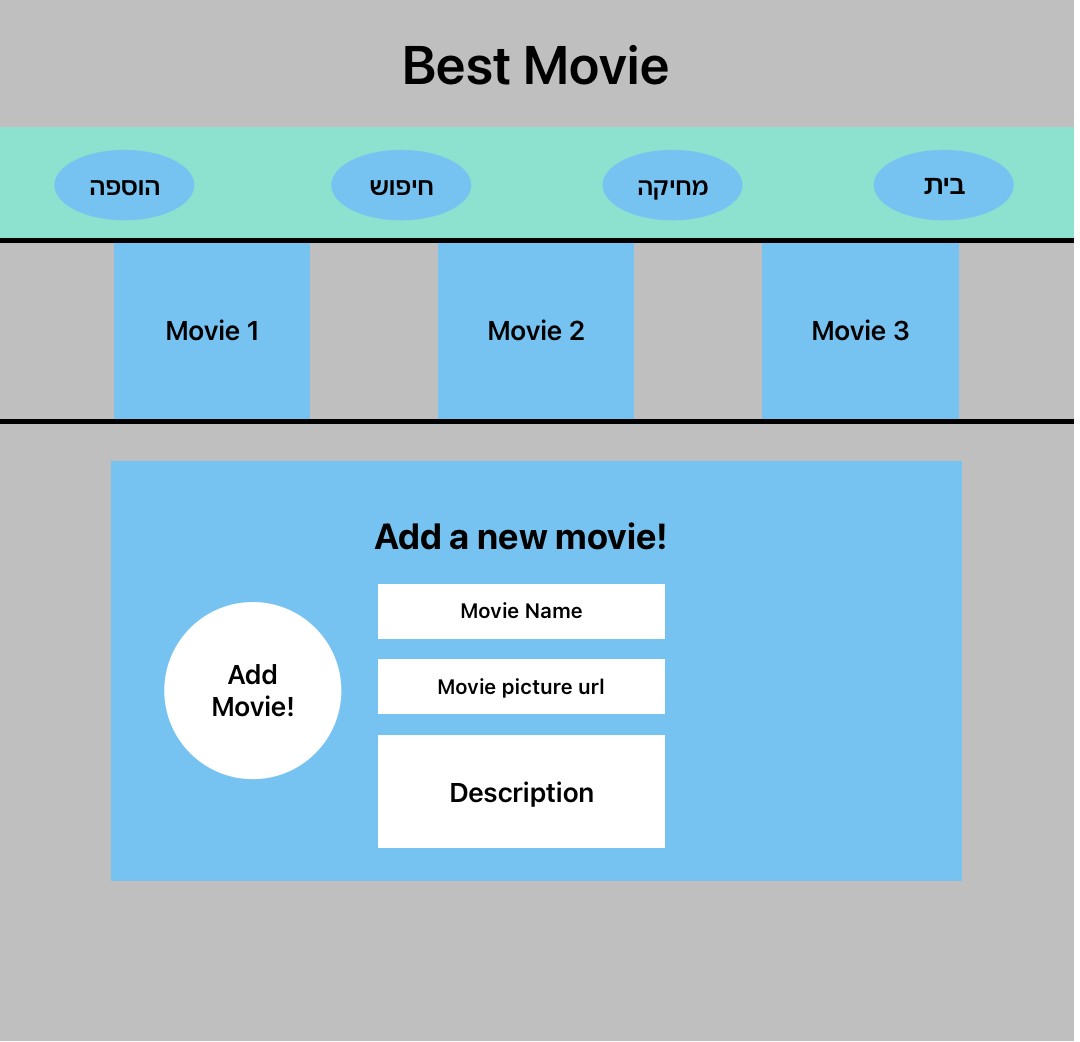 Best Movie
הוספה
חיפוש
מחיקה
בית
Movie 1
Movie 2
Movie 3
Add a new movie!
Movie Name
Movie picture url
Add
Movie!
Description